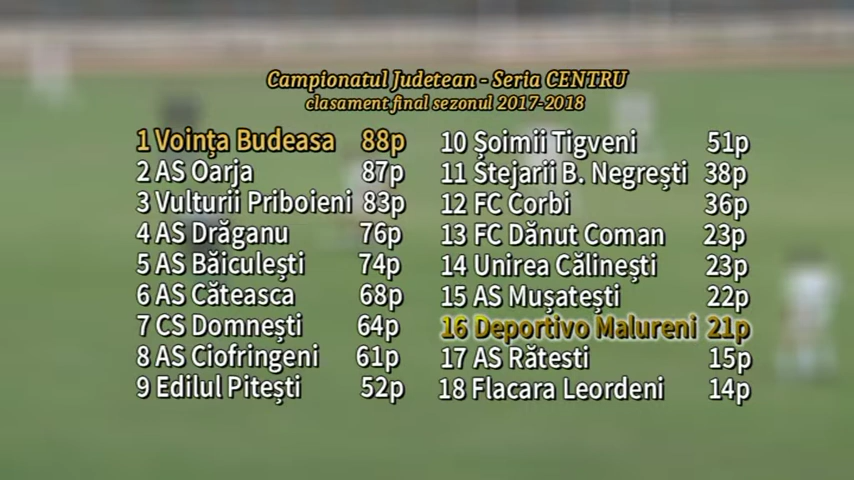 Campionatul Judetean - Seria CENTRU
clasament final sezonul 2017-2018
1 Voința Budeasa 88p
2 AS Oarja 87p
3 Vulturii Priboieni 83p
4 AS Drăganu 76p
5 AS Băiculești 74p
6 AS Căteasca 68p
7 CS Domnești 64p
8 AS Ciofringeni 61p
9 Edilul Pitești 52p
10 Șoimii Tigveni 51p
11 Stejarii B. Negrești 38p
12 FC Corbi 36p
13 FC Dănut Coman 23p
14 Unirea Călinești 23p
15 AS Mușatești 22p
16 Deportivo Malureni 21p
17 AS Rătesti 15p
18 Flacara Leordeni 14p